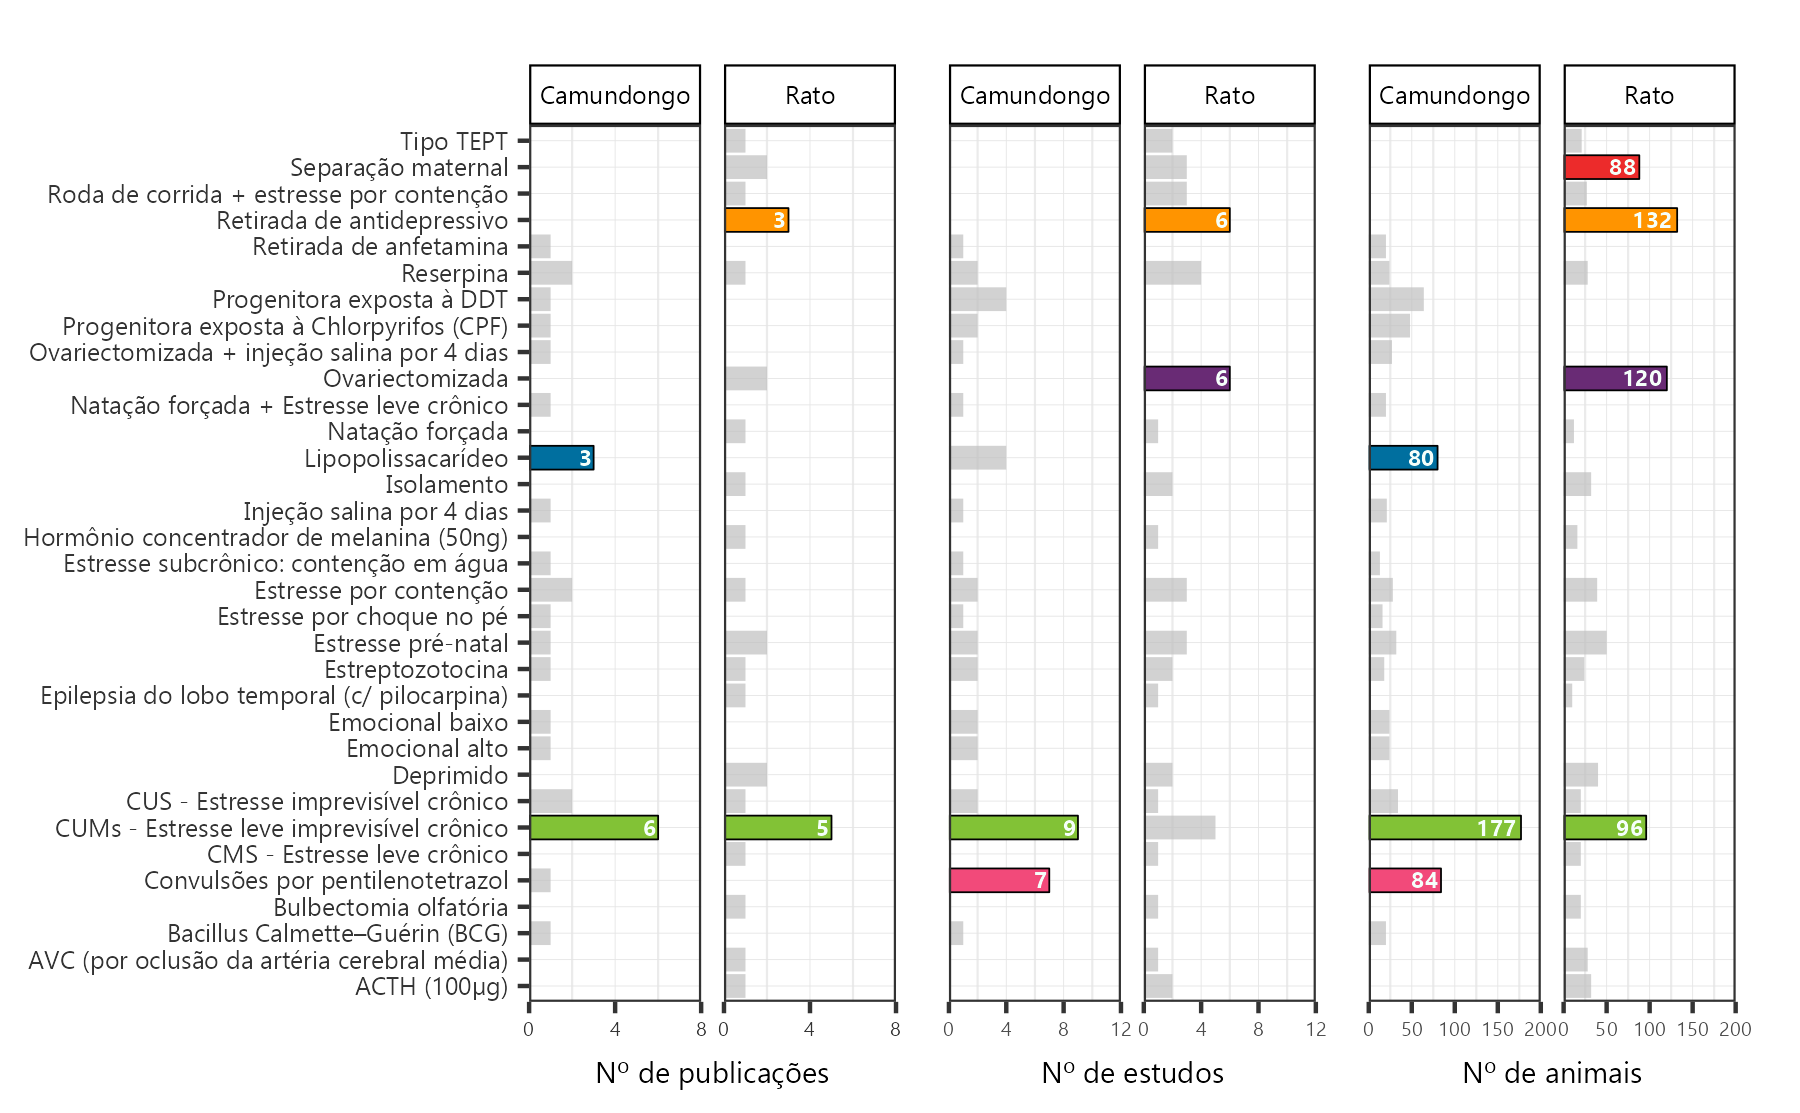 Camundongo Rato Camundongo Rato Camundongo Rato
Tipo TEPT
Separação maternal 88
Roda de corrida + estresse por contenção
Retirada de antidepressivo 3 6 132
Retirada de anfetamina
Reserpina
Progenitora exposta à DDT
Progenitora exposta à Chlorpyrifos (CPF)
Ovariectomizada + injeção salina por 4 dias
Ovariectomizada 6 120
Natação forçada + Estresse leve crônico
Natação forçada
Lipopolissacarídeo 3 80
Isolamento
Injeção salina por 4 dias
Hormônio concentrador de melanina (50ng)
Estresse subcrônico: contenção em água
Estresse por contenção
Estresse por choque no pé
Estresse pré-natal
Estreptozotocina
Epilepsia do lobo temporal (c/ pilocarpina)
Emocional baixo
Emocional alto
Deprimido
CUS - Estresse imprevisível crônico
CUMs - Estresse leve imprevisível crônico 6 5 9 177 96
CMS - Estresse leve crônico
Convulsões por pentilenotetrazol 7 84
Bulbectomia olfatória
Bacillus Calmette–Guérin (BCG)
AVC (por oclusão da artéria cerebral média)
ACTH (100µg)
0 4 8 0 4 8 0 4 8 12 0 4 8 12 0 50 100 150 200 0 50 100 150 200
Nº de publicações Nº de estudos Nº de animais